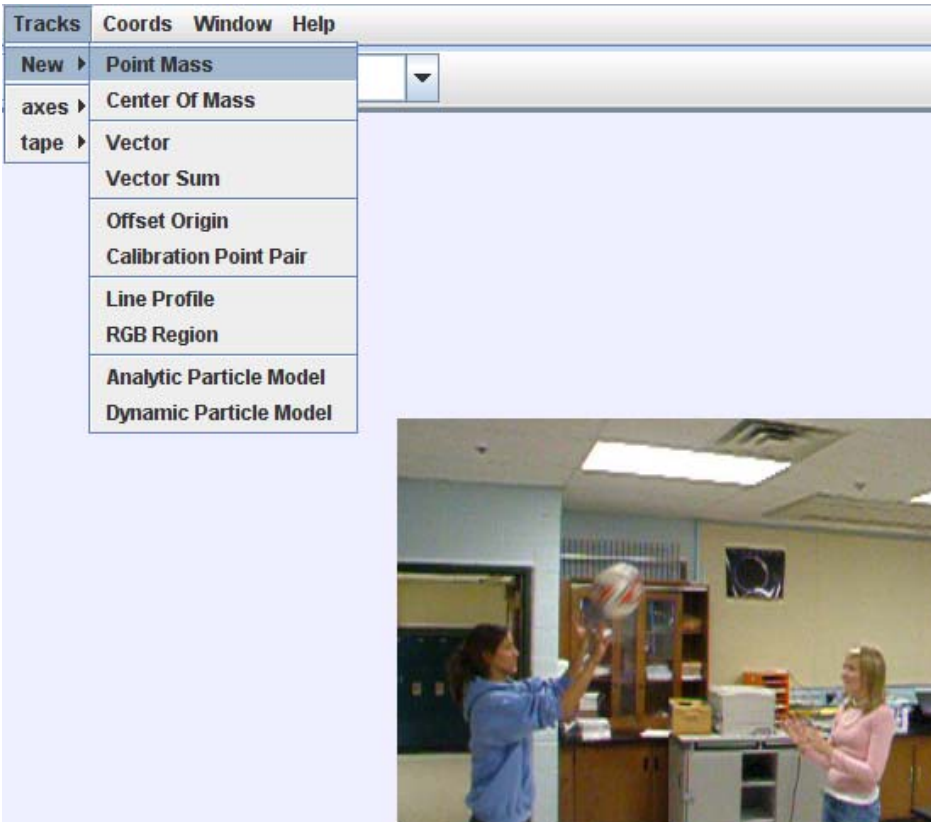 Tracks Coords Window Help
New
axes
tape
Point Mass
Center Of Mass
Vector
Vector Sum
Offset Origin
Calibration Point Pair
Line Profile
RGB Region
Analytic Particle Model
Dynamic Particle Model